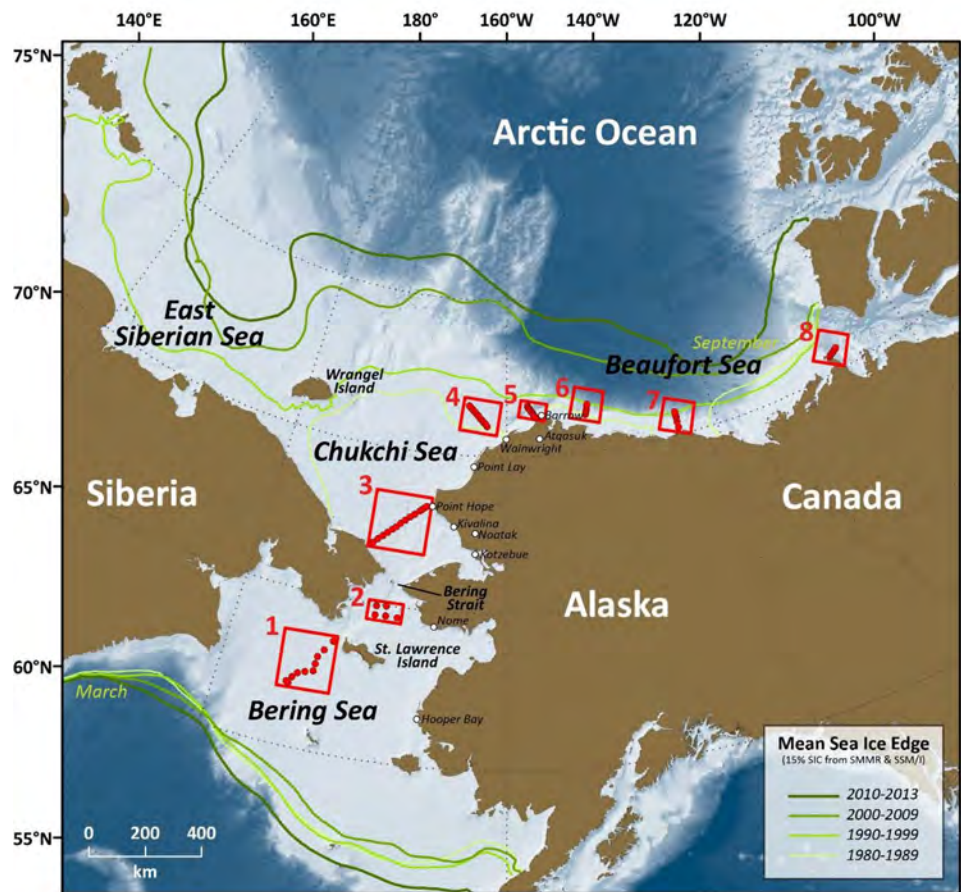 140°E
160°E
180°
160°W
140°W
120°W
100°W
75°N
70°N
65°N
60°N
55°N
Arctic Ocean
East
Siberian Sea
Wrangel
Island
September
Beaufort Sea
8
4
5
6
7
Barrow
Atqasuk
Wainwright
Chukchi Sea
Point Lay
Siberia
Canada
3
Point Hope
Kivalina
Noatak
Kotzebue
Bering
Strait
Alaska
2
Nome
1
St. Lawrence
Island
March
Bering Sea
Hooper Bay
Mean Sea Ice Edge
(15% SIC from SMMR & SSM/I)
2010-2013
2000-2009
1990-1999
1980-1989
0 200 400
km